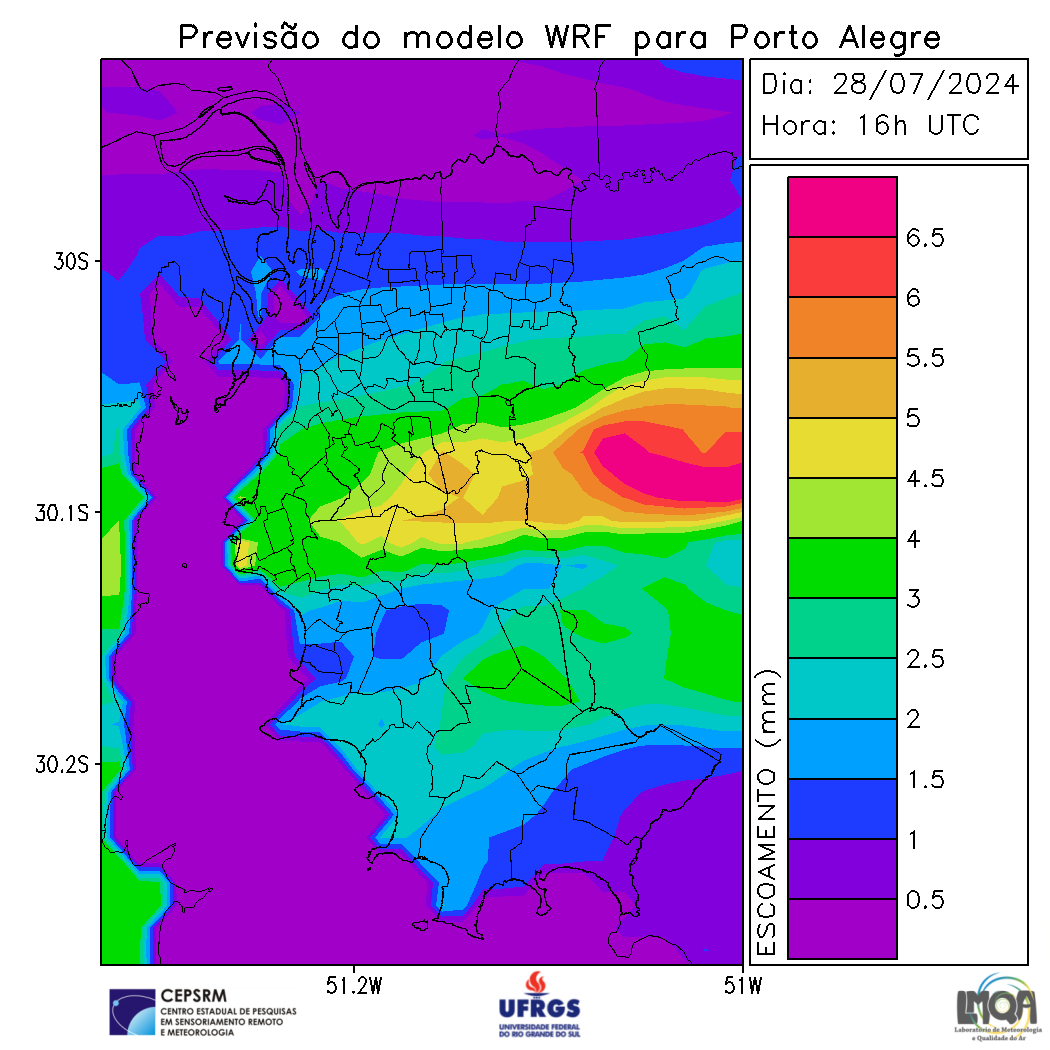 Previsão do modelo WRF para Porto Alegre
Dia: 28/07/2024
Hora: 16h UTC
30S
30.1S
30.2S
51.2W
51W
6.5
6
5.5
5
4.5
4
3
2.5
2
1.5
1
0.5
ESCOAMENTO (mm)
CEPSRM
CENTRO ESTADUAL DE PESQUISAS
EM SENSORIAMENTO REMOTO
E METEOROLOGIA
UFRGS
UNIVERSIDADE FEDERAL
DO RIO GRANDE DO SUL
LMQA
Laboratório de Meteorologia
e Qualidade do Ar